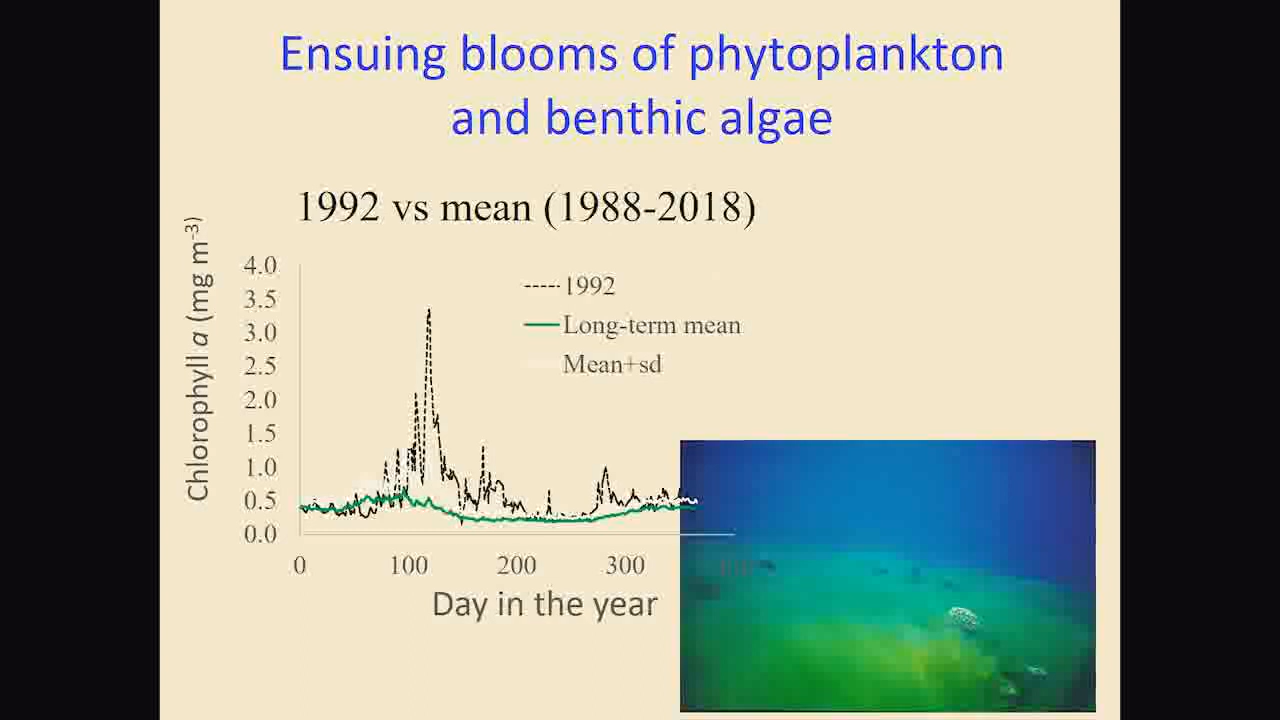 Ensuing blooms of phytoplankton
and benthic algae
1992 vs mean (1988-2018)
Chlorophyll a (mg m-3)
4.0
3.5
3.0
2.5
2.0
1.5
1.0
0.5
0.0
1992
Long-term mean
Mean+sd
0 100 200 300 400
Day in the year